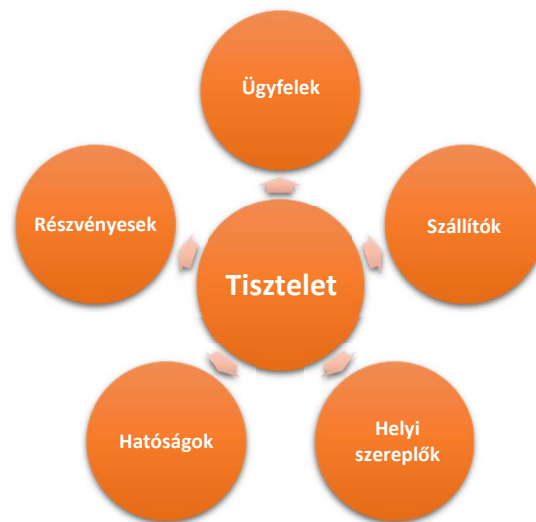 Ügyfelek
Részvényesek
Szállítók
Tisztelet
Hatóságok
Helyi
szereplők